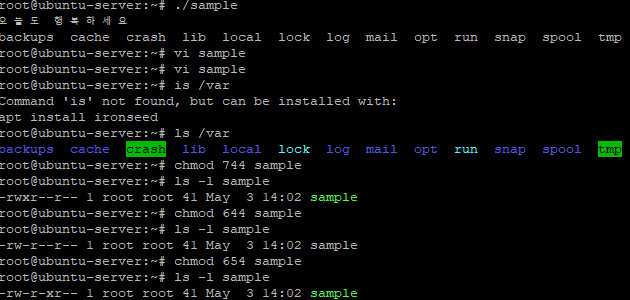 root@ubuntu-server:~# ./sample
오늘도 행복하세요
backups cache crash lib local lock log mail opt run snap spool tmp
root@ubuntu-server:~# vi sample
root@ubuntu-server:~# vi sample
root@ubuntu-server:~# is /var
Command 'is' not found, but can be installed with:
apt install ironseed
root@ubuntu-server:~# ls /var
backups cache crash lib local lock log mail opt run snap spool tmp
root@ubuntu-server:~# chmod 744 sample
root@ubuntu-server:~# ls -l sample
-rwxr--r-- 1 root root 41 May 3 14:02 sample
root@ubuntu-server:~# chmod 644 sample
root@ubuntu-server:~# ls -l sample
-rw-r--r-- 1 root root 41 May 3 14:02 sample
root@ubuntu-server:~# chmod 654 sample
root@ubuntu-server:~# ls -l sample
-rw-r-xr-- 1 root root 41 May 3 14:02 sample